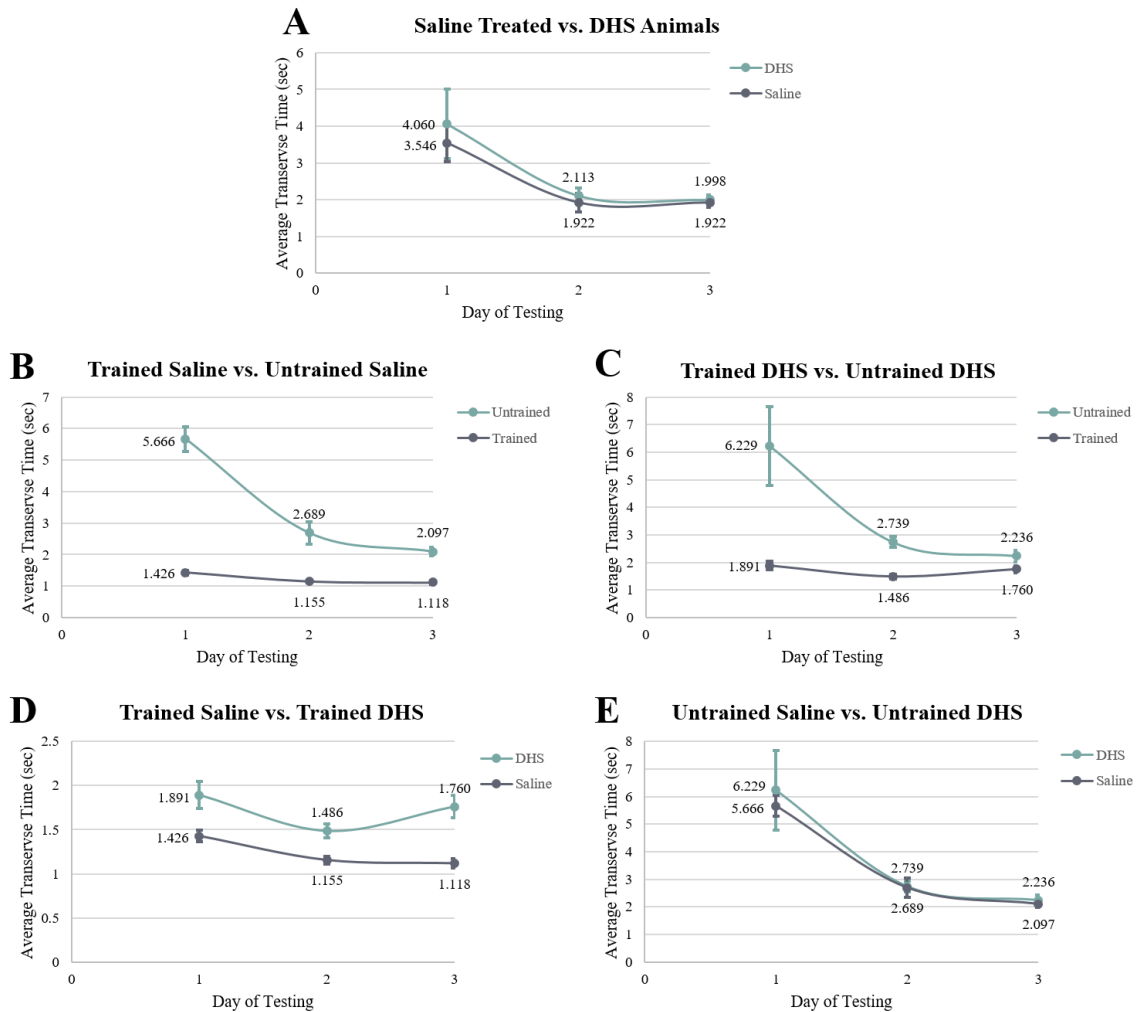 A
Saline Treated vs. DHS Animals
Average Transervse Time (sec)
6
5
4
3
2
1
0
4.060
3.546
2.113
1.922
1.998
1.922
0
1
2
3
Day of Testing
DHS
Saline
B
Trained Saline vs. Untrained Saline
Average Transervse Time (sec)
7
6
5
4
3
2
1
0
5.666
2.689
2.097
1.426
1.155
1.118
0
1
2
3
Day of Testing
Untrained
Trained
C
Trained DHS vs. Untrained DHS
Average Transervse Time (sec)
8
7
6
5
4
3
2
1
0
6.229
2.739
2.236
1.891
1.486
1.760
0
1
2
3
Day of Testing
Untrained
Trained
D
Trained Saline vs. Trained DHS
Average Transervse Time (sec)
2.5
2
1.5
1
0.5
0
1.891
1.486
1.760
1.426
1.155
1.118
0
1
2
3
Day of Testing
DHS
Saline
E
Untrained Saline vs. Untrained DHS
Average Transervse Time (sec)
8
7
6
5
4
3
2
1
0
6.229
5.666
2.739
2.689
2.236
2.097
0
1
2
3
Day of Testing
DHS
Saline